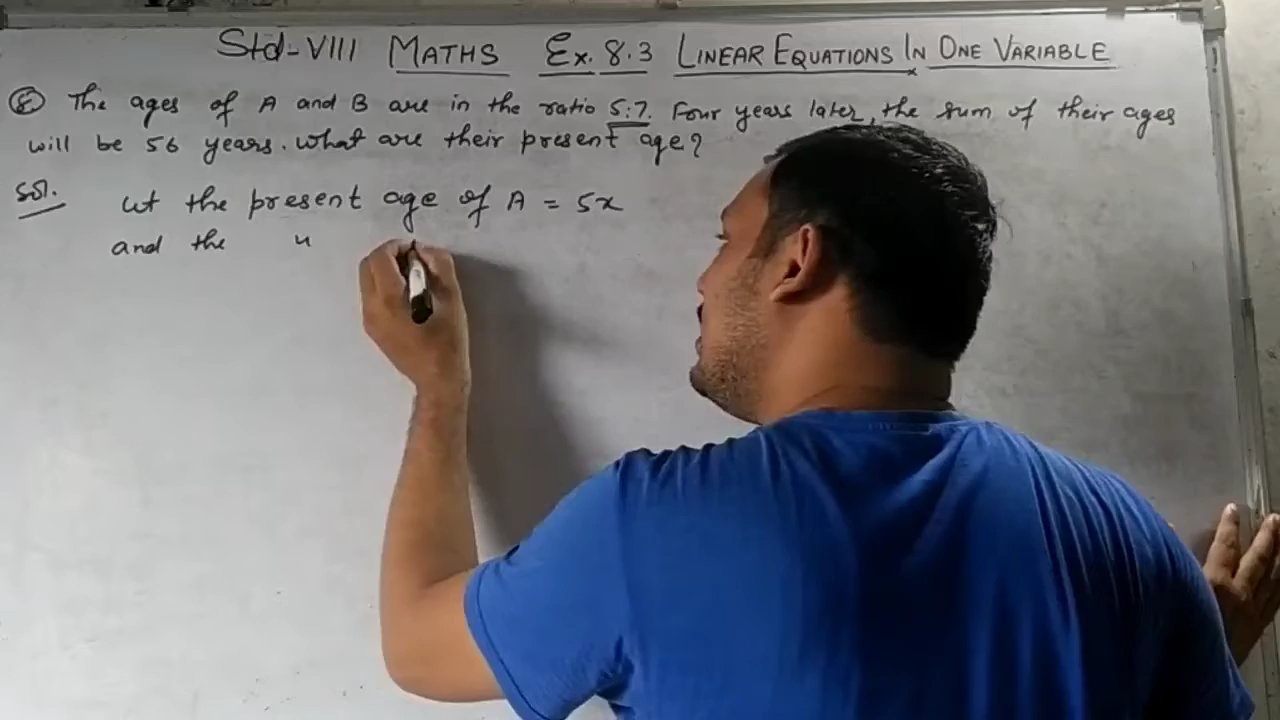 Std-VIII MATHS Ex. 8.3 LINEAR EQUATIONS IN ONE VARIABLE
⑧ The ages of A and B are in the ratio 5:7. Four years later, the sum of their ages
will be 56 years. What are their present age?
Sol. Let the present age of A = 5x
and the "